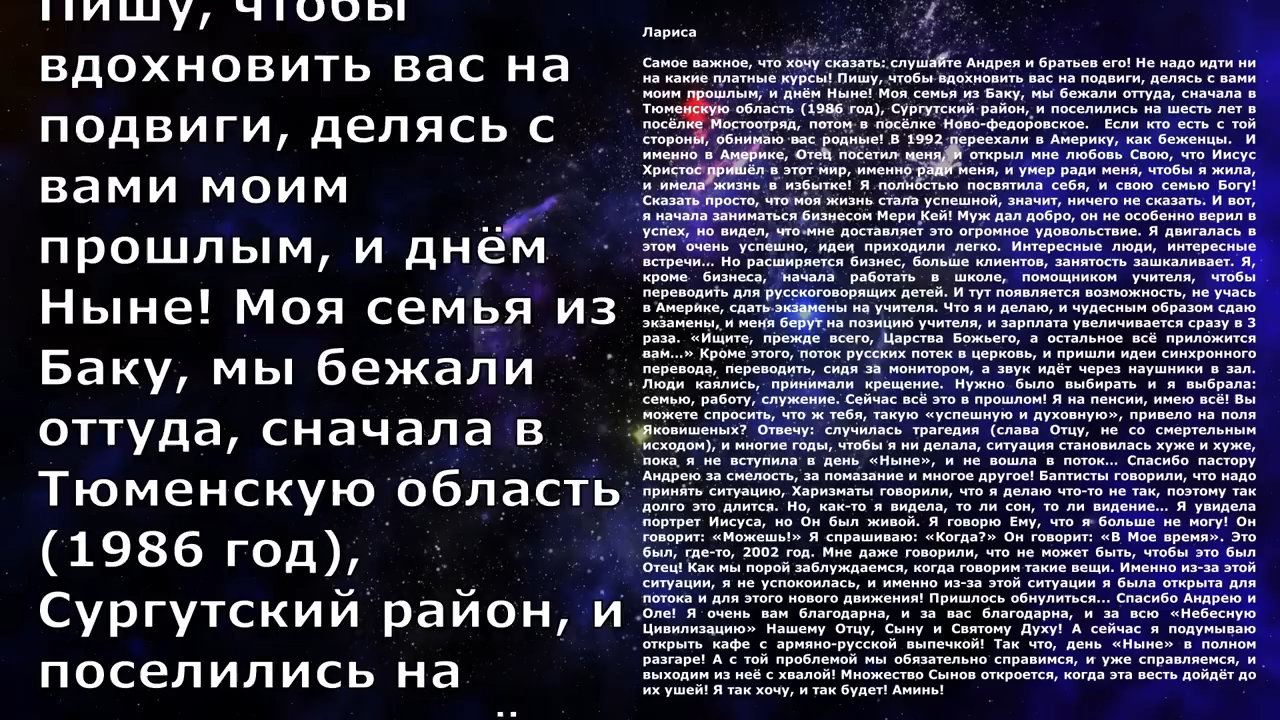 Пишу, чтобы
вдохновить вас на
подвиги, делясь с
вами моим
прошлым, и днём
Ныне! Моя семья из
Баку, мы бежали
оттуда, сначала в
Тюменскую область
(1986 год),
Сургутский район, и
поселились на
Лариса
Самое важное, что хочу сказать: слушайте Андрея и братьев его! Не надо идти ни
на какие платные курсы! Пишу, чтобы вдохновить вас на подвиги, делясь с вами
моим прошлым, и днём Ныне! Моя семья из Баку, мы бежали оттуда, сначала в
Тюменскую область (1986 год), Сургутский район, и поселились на шесть лет в
посёлке Мостоотряд, потом в посёлке Ново-федоровское. Если кто есть с той
стороны, обнимаю вас родные! В 1992 переехали в Америку, как беженцы. И
именно в Америке, Отец посетил меня, и открыл мне любовь Свою, что Иисус
Христос пришёл в этот мир, именно ради меня, и умер ради меня, чтобы я жила,
и имела жизнь в избытке! Я полностью посвятила себя, и свою семью Богу!
Сказать просто, что моя жизнь стала успешной, значит, ничего не сказать. И вот,
я начала заниматься бизнесом Мери Кей! Муж дал добро, он не особенно верил в
успех, но видел, что мне доставляет это огромное удовольствие. Я двигалась в
этом очень успешно, идеи приходили легко. Интересные люди, интересные
встречи... Но расширяется бизнес, больше клиентов, занятость зашкаливает. Я,
кроме бизнеса, начала работать в школе, помощником учителя, чтобы
переводить для русскоговорящих детей. И тут появляется возможность, не учась
в Америке, сдать экзамены на учителя. Что я и делаю, и чудесным образом сдаю
экзамены, и меня берут на позицию учителя, и зарплата увеличивается сразу в 3
раза. «Ищите, прежде всего, Царства Божьего, а остальное всё приложится
вам...» Кроме этого, поток русских потек в церковь, и пришли идеи синхронного
перевода, переводить, сидя за монитором, а звук идёт через наушники в зал.
Люди каялись, принимали крещение. Нужно было выбирать и я выбрала:
семью, работу, служение. Сейчас всё это в прошлом! Я на пенсии, имею всё! Вы
можете спросить, что ж тебя, такую «успешную и духовную», привело на поля
Яковишеных? Отвечу: случилась трагедия (слава Отцу, не со смертельным
исходом), и многие годы, чтобы я ни делала, ситуация становилась хуже и хуже,
пока я не вступила в день «Ныне», и не вошла в поток... Спасибо пастору
Андрею за смелость, за помазание и многое другое! Баптисты говорили, что надо
принять ситуацию, Харизматы говорили, что я делаю что-то не так, поэтому так
долго это длится. Но, как-то я видела, то ли сон, то ли видение... Я увидела
портрет Иисуса, но Он был живой. Я говорю Ему, что я больше не могу! Он
говорит: «Можешь!» Я спрашиваю: «Когда?» Он говорит: «В Мое время». Это
был, где-то, 2002 год. Мне даже говорили, что не может быть, чтобы это был
Отец! Как мы порой заблуждаемся, когда говорим такие вещи. Именно из-за этой
ситуации, я не успокоилась, и именно из-за этой ситуации я была открыта для
потока и для этого нового движения! Пришлось обнулиться... Спасибо Андрею и
Оле! Я очень вам благодарна, и за вас благодарна, и за всю «Небесную
Цивилизацию» Нашему Отцу, Сыну и Святому Духу! А сейчас я подумываю
открыть кафе с армяно-русской выпечкой! Так что, день «Ныне» в полном
разгаре! А с той проблемой мы обязательно справимся, и уже справляемся, и
выходим из неё с хвалой! Множество Сынов откроется, когда эта весть дойдёт до
их ушей! Я так хочу, и так будет! Аминь!